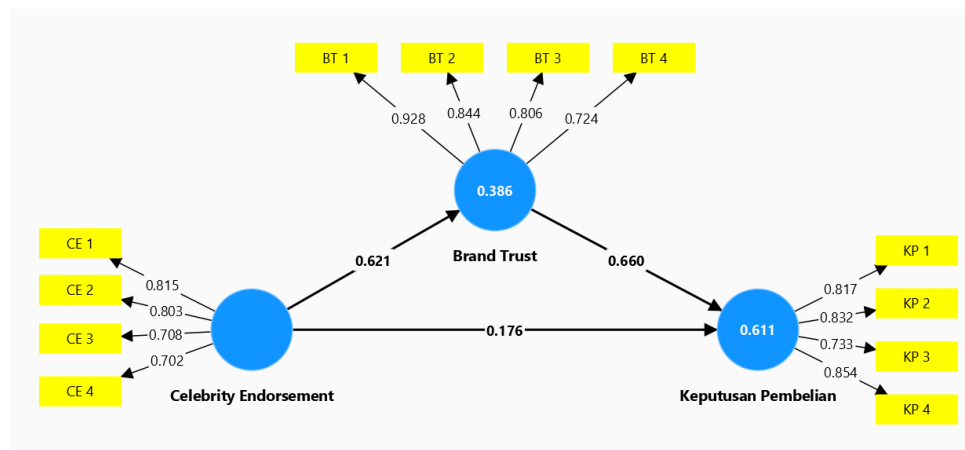 BT 1
BT 2
BT 3
BT 4
0.928
0.844
0.806
0.724
0.386
Brand Trust
CE 1
CE 2
CE 3
CE 4
0.815
0.803
0.708
0.702
Celebrity Endorsement
0.621
0.660
0.176
0.611
Keputusan Pembelian
0.817
0.832
0.733
0.854
KP 1
KP 2
KP 3
KP 4